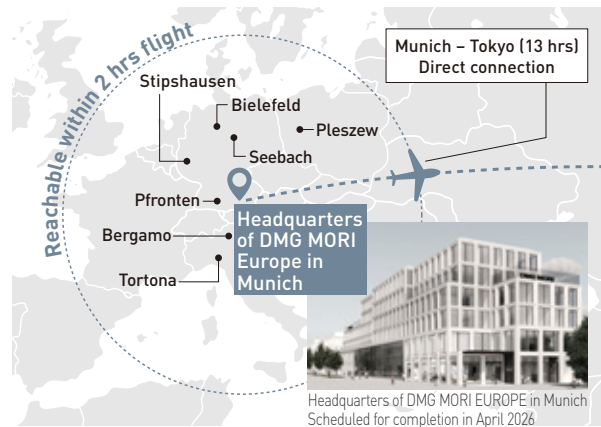 Reachable within 2 hrs flight
Munich – Tokyo (13 hrs)
Direct connection
Stipshausen
Bielefeld
Pleszew
Seebach
Pfronten
Bergamo
Tortona
Headquarters
of DMG MORI
Europe in
Munich
Headquarters of DMG MORI EUROPE in Munich
Scheduled for completion in April 2026